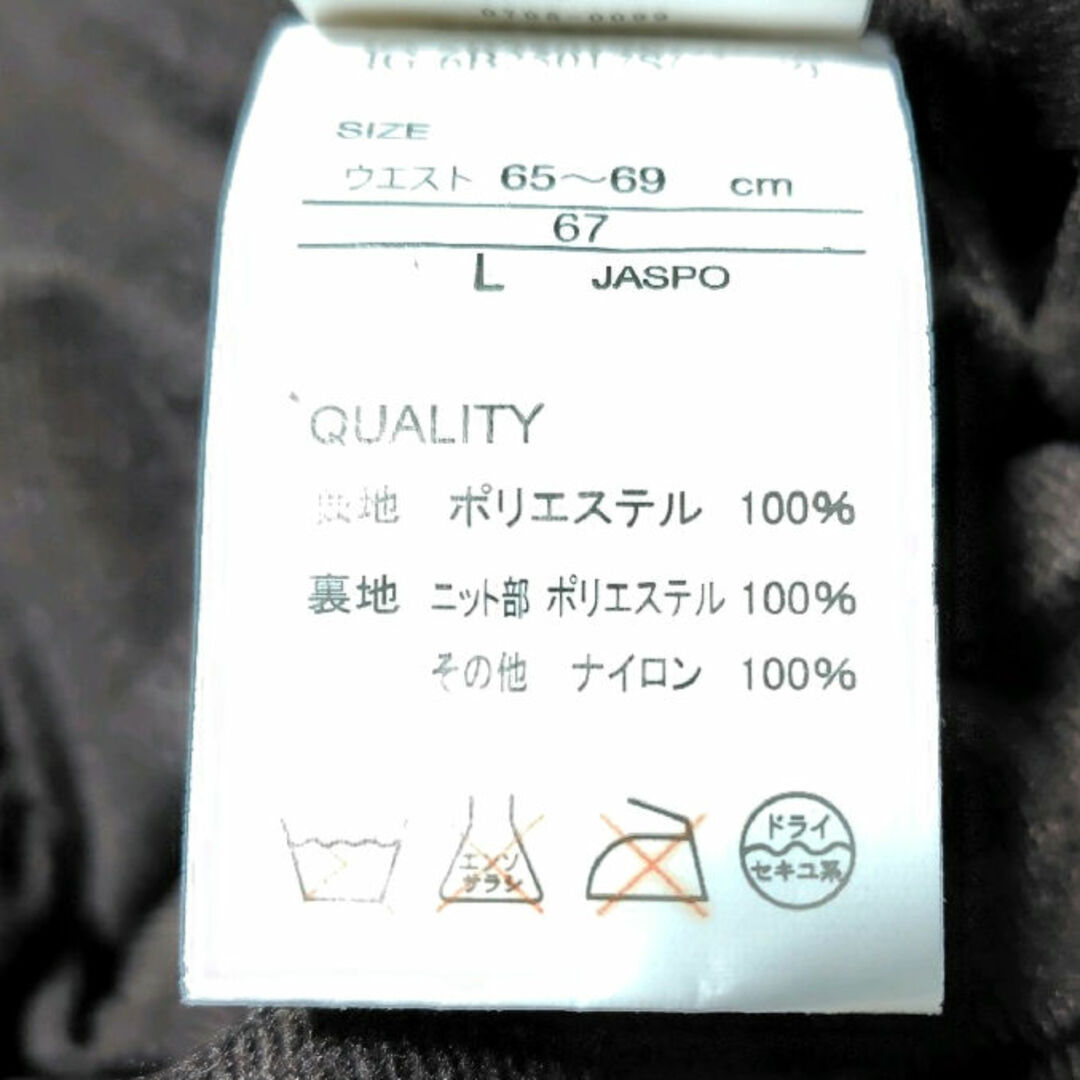 SIZE
ウエスト 65〜69 cm
67
L JASPO
QUALITY
表地 ポリエステル 100%
裏地 ニット部 ポリエステル 100%
その他 ナイロン 100%
エンソ
サラシ
ドライ
セキユ系